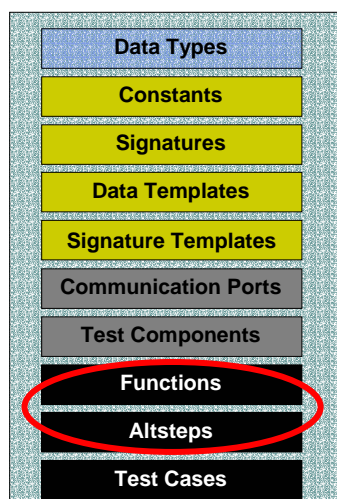 Data Types
Constants
Signatures
Data Templates
Signature Templates
Communication Ports
Test Components
Functions
Altsteps
Test Cases